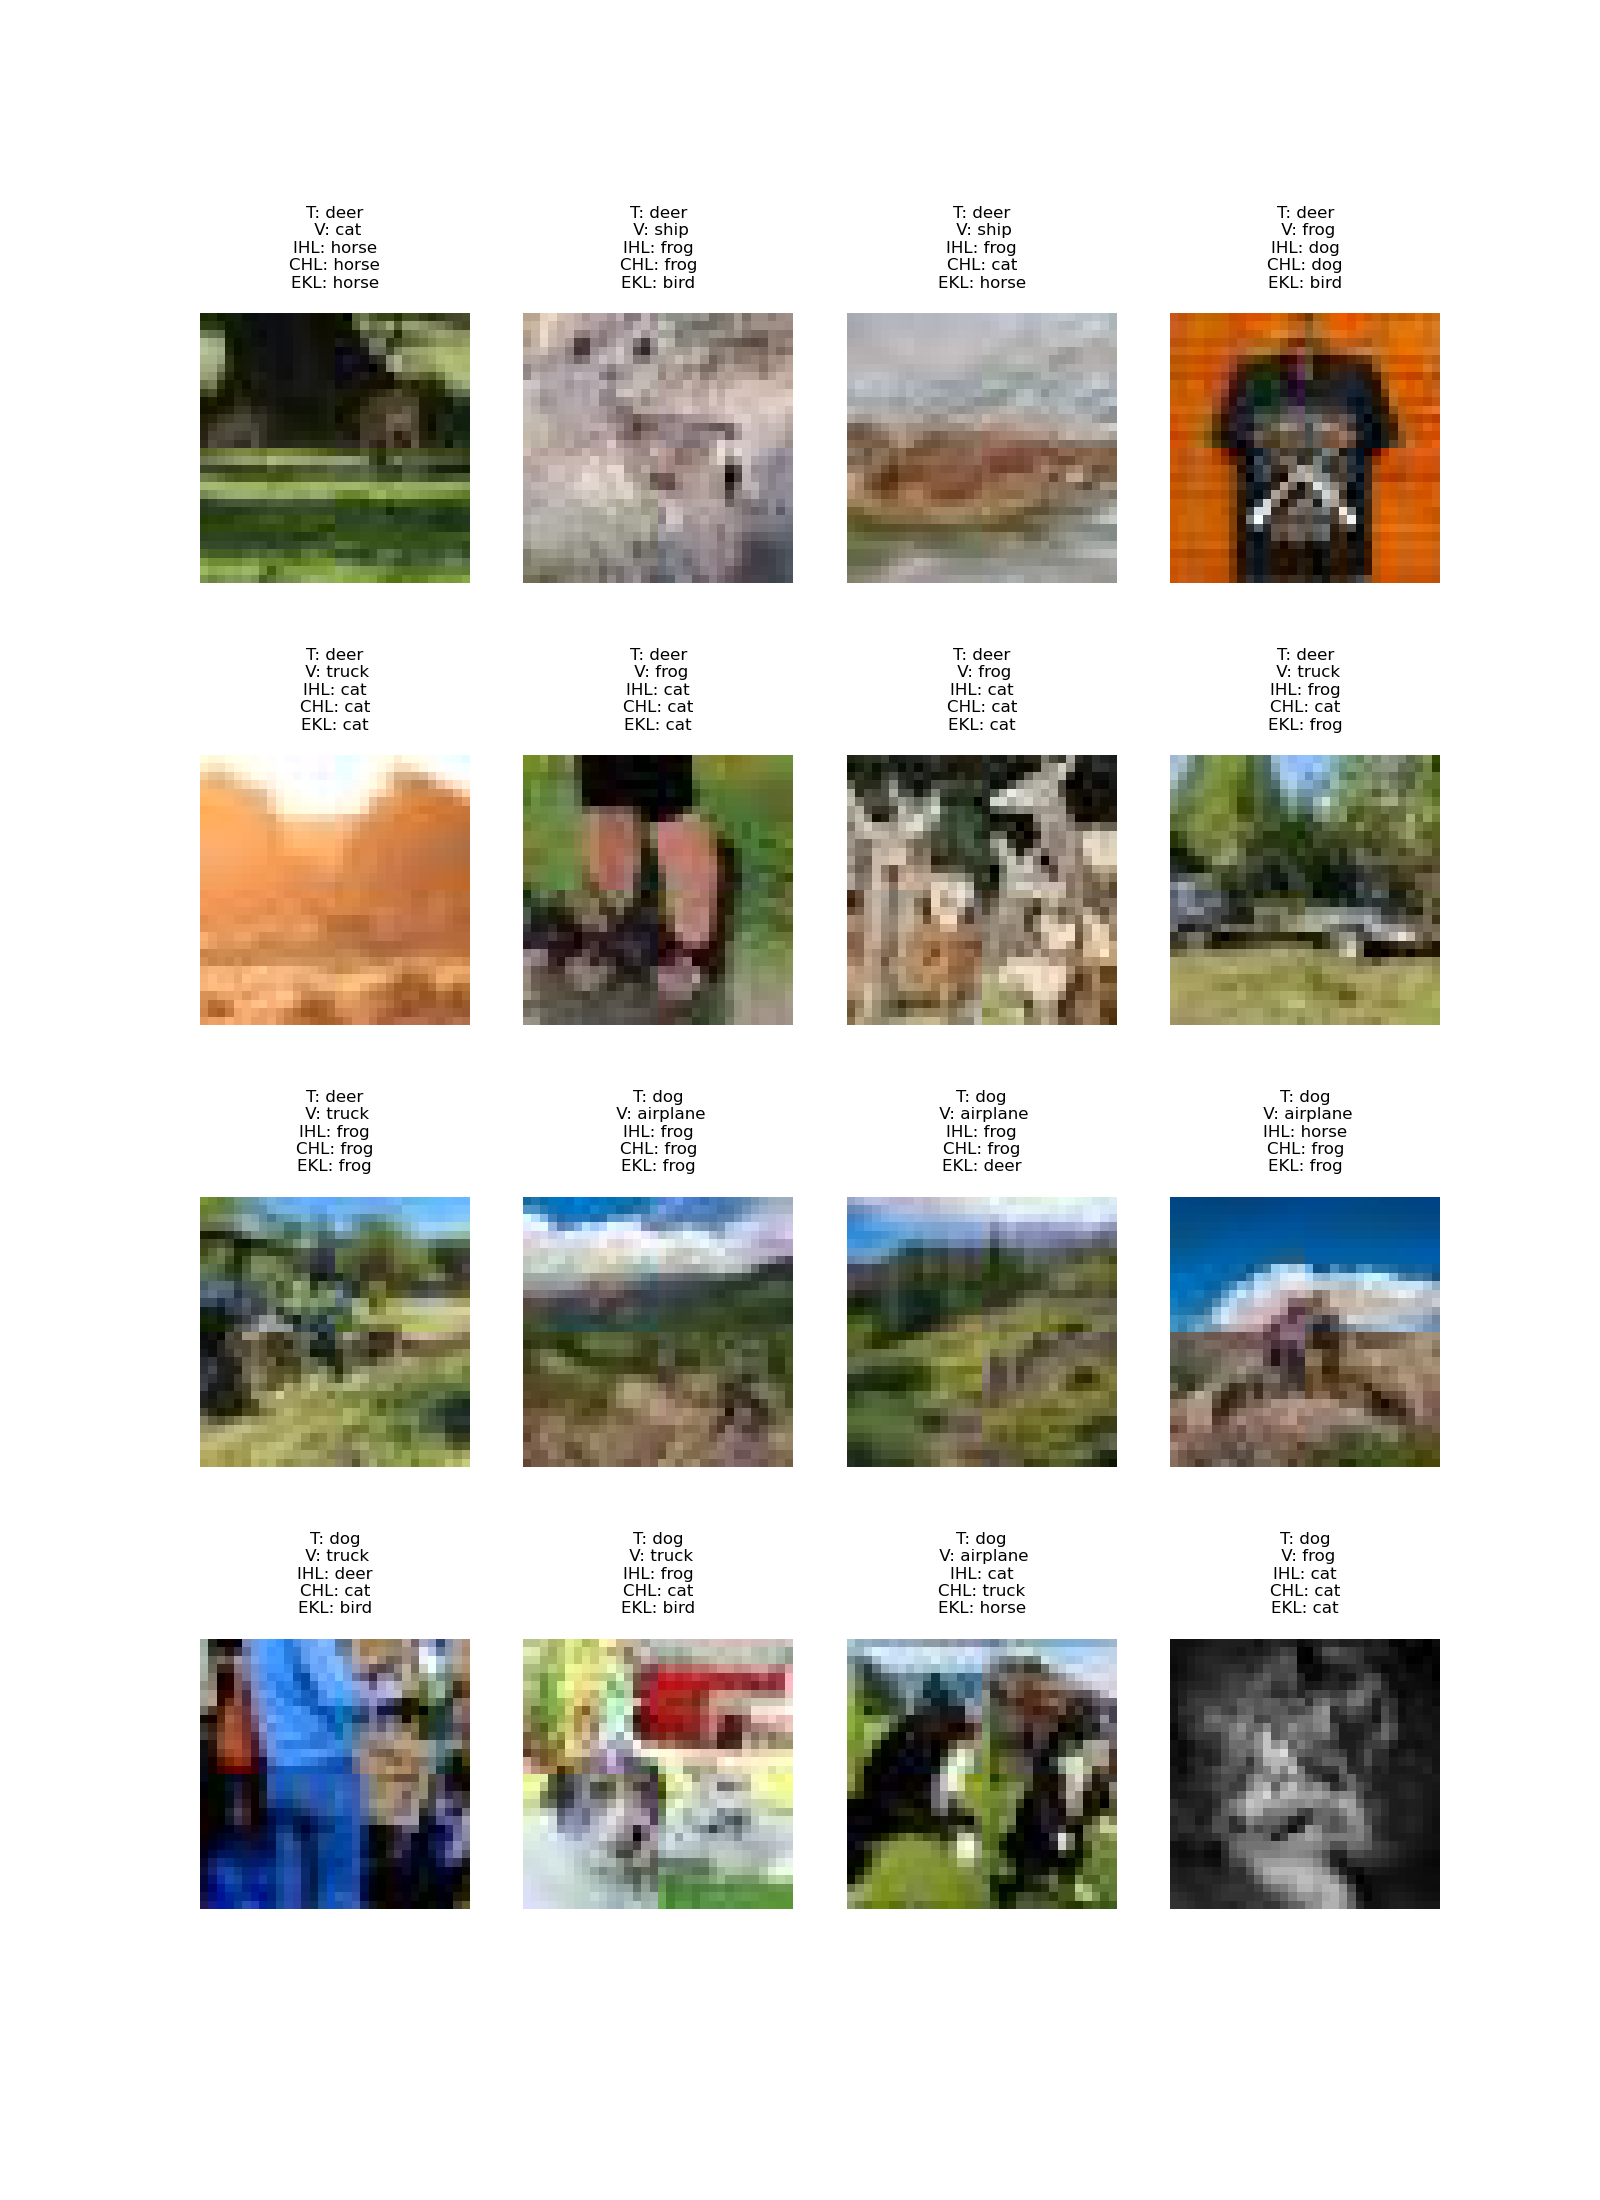 T: deer
V: cat
IHL: horse
CHL: horse
EKL: horse
T: deer
V: ship
IHL: frog
CHL: frog
EKL: bird
T: deer
V: ship
IHL: frog
CHL: cat
EKL: horse
T: deer
V: frog
IHL: dog
CHL: dog
EKL: bird
T: deer
V: truck
IHL: cat
CHL: cat
EKL: cat
T: deer
V: frog
IHL: cat
CHL: cat
EKL: cat
T: deer
V: frog
IHL: cat
CHL: cat
EKL: cat
T: deer
V: truck
IHL: frog
CHL: cat
EKL: frog
T: deer
V: truck
IHL: frog
CHL: frog
EKL: frog
T: dog
V: airplane
IHL: frog
CHL: frog
EKL: frog
T: dog
V: airplane
IHL: frog
CHL: frog
EKL: deer
T: dog
V: airplane
IHL: horse
CHL: frog
EKL: frog
T: dog
V: truck
IHL: deer
CHL: cat
EKL: bird
T: dog
V: truck
IHL: frog
CHL: cat
EKL: bird
T: dog
V: airplane
IHL: cat
CHL: truck
EKL: horse
T: dog
V: frog
IHL: cat
CHL: cat
EKL: cat